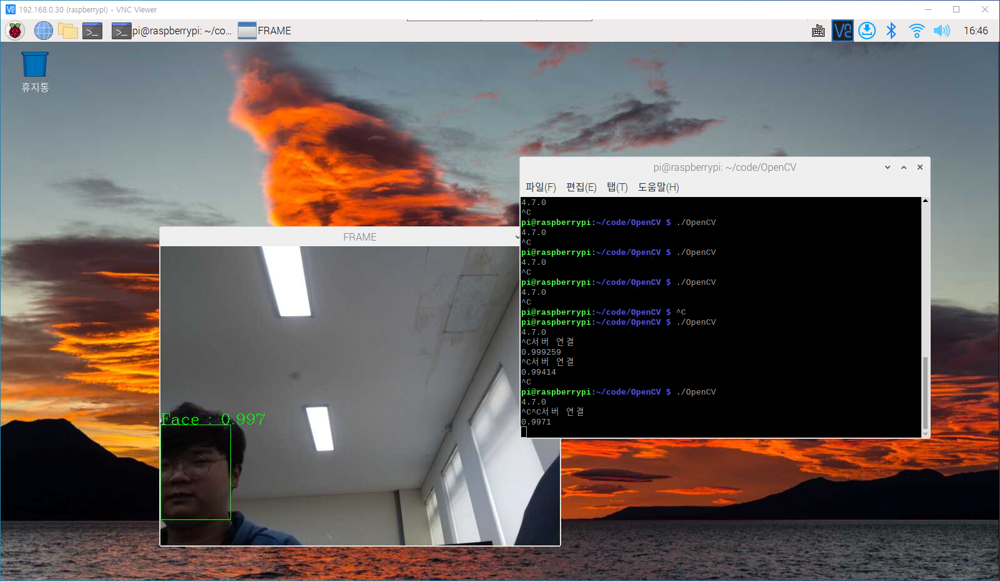 192.168.0.30 (raspberrypi) - VNC Viewer
pi@raspberrypi: ~/co...
FRAME
16:46
휴지통
pi@raspberrypi: ~/code/OpenCV
파일(F) 편집(E) 탭(T) 도움말(H)
4.7.0
^C
pi@raspberrypi:~/code/OpenCV $ ./OpenCV
4.7.0
^C
pi@raspberrypi:~/code/OpenCV $ ./OpenCV
4.7.0
^C
pi@raspberrypi:~/code/OpenCV $ ./OpenCV
4.7.0
^C
pi@raspberrypi:~/code/OpenCV $ ^C
pi@raspberrypi:~/code/OpenCV $ ./OpenCV
4.7.0
^C서버 연결
0.999259
^C서버 연결
0.99414
^C
pi@raspberrypi:~/code/OpenCV $ ./OpenCV
4.7.0
^C^C서버 연결
0.9971
FRAME
Face : 0.997